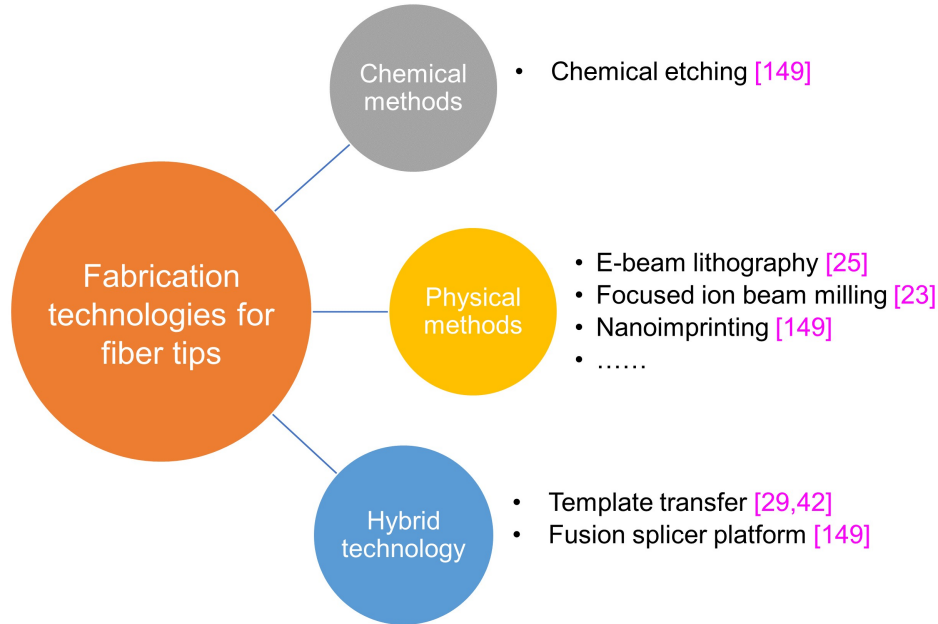 Chemical
methods
• Chemical etching [149]
Fabrication
technologies for
fiber tips
Physical
methods
• E-beam lithography [25]
• Focused ion beam milling [23]
• Nanoimprinting [149]
• ……
Hybrid
technology
• Template transfer [29,42]
• Fusion splicer platform [149]